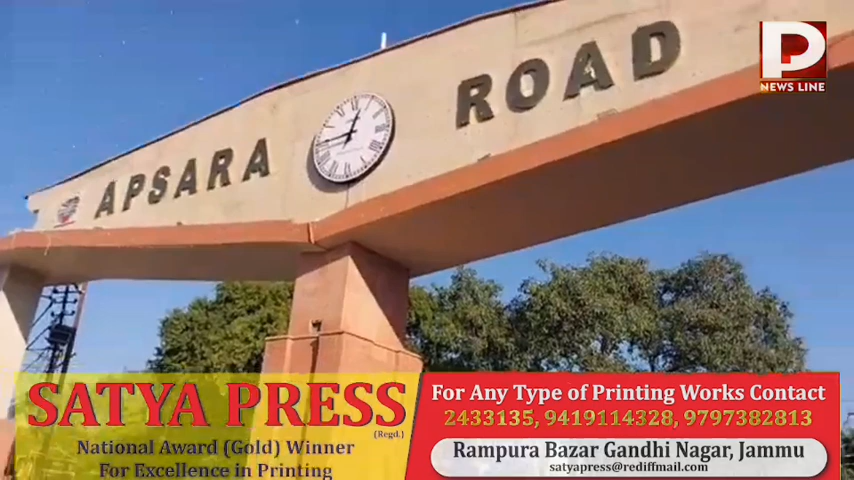 APSARA ROAD
P
NEWS LINE
SATYA PRESS
(Regd.)
National Award (Gold) Winner
For Excellence in Printing
For Any Type of Printing Works Contact
2433135, 9419114328, 9797382813
Rampura Bazar Gandhi Nagar, Jammu
satyapress@rediffmail.com